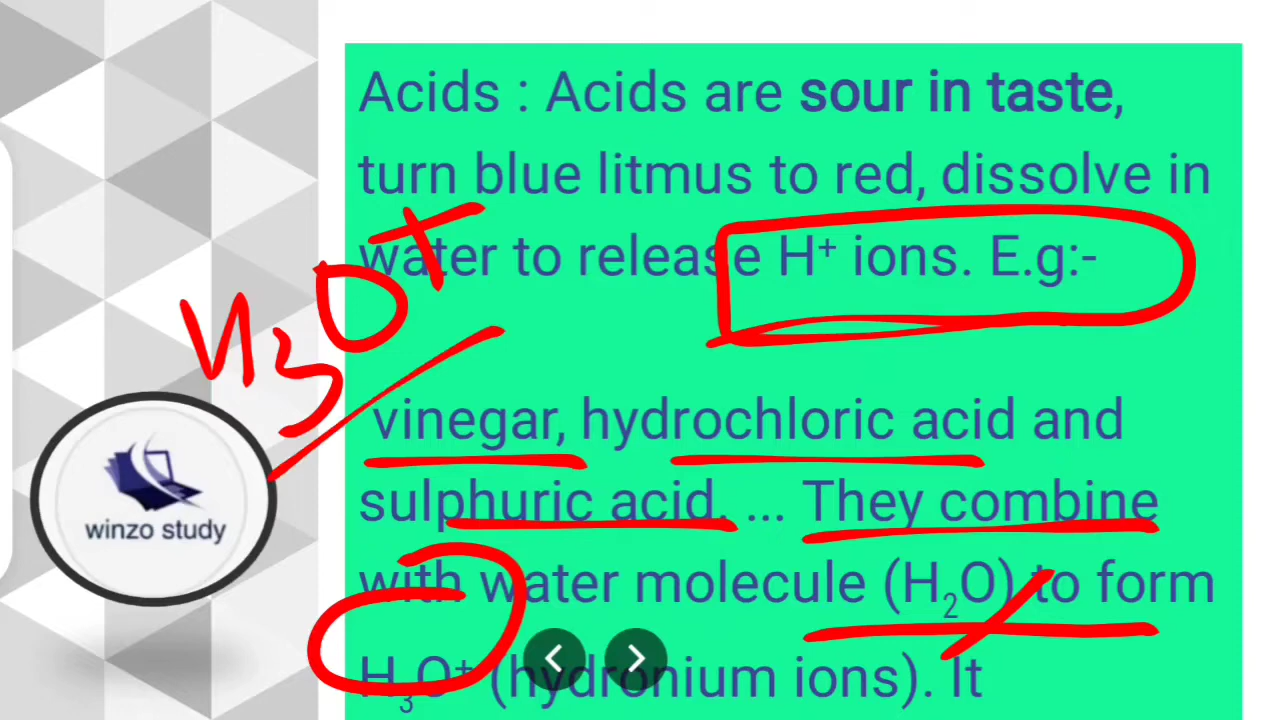 Acids : Acids are sour in taste,
turn blue litmus to red, dissolve in
water to release H⁺ ions. E.g:-
H₃O⁺
vinegar, hydrochloric acid and
sulphuric acid. ... They combine
with water molecule (H₂O) to form
H₃O⁺ (hydronium ions). It
winzo study